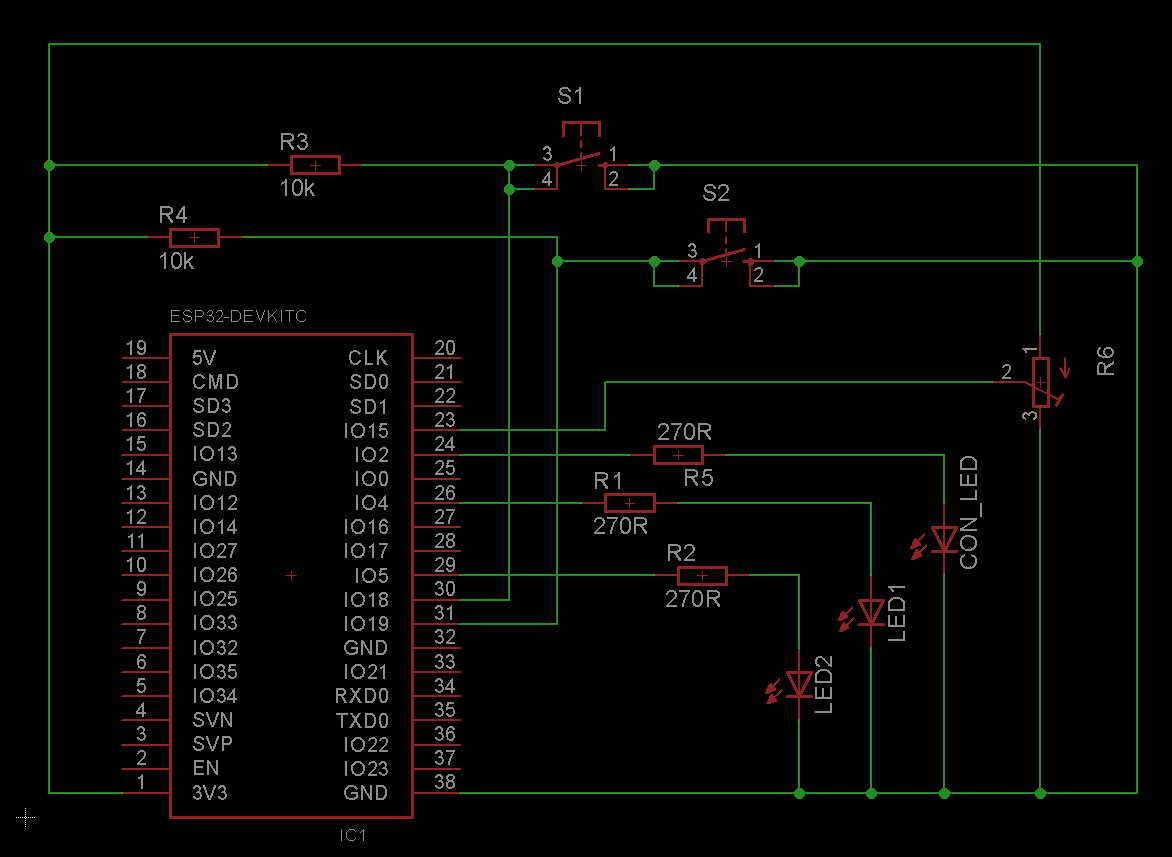 S1
R3
3 1
4 2
10k
S2
R4
3 1
4 2
10k
ESP32-DEVKITC
19 5V CLK 20
18 CMD SD0 21
17 SD3 SD1 22
16 SD2 IO15 23
15 IO13 IO2 24
14 GND IO0 25
13 IO12 IO4 26
12 IO14 IO16 27
11 IO27 IO17 28
10 IO26 IO5 29
9 IO25 IO18 30
8 IO33 IO19 31
7 IO32 GND 32
6 IO35 IO21 33
5 IO34 RXD0 34
4 SVN TXD0 35
3 SVP IO22 36
2 EN IO23 37
1 3V3 GND 38
IC1
1
2
3
R6
270R
R5
R1
270R
R2
270R
CON_LED
LED1
LED2